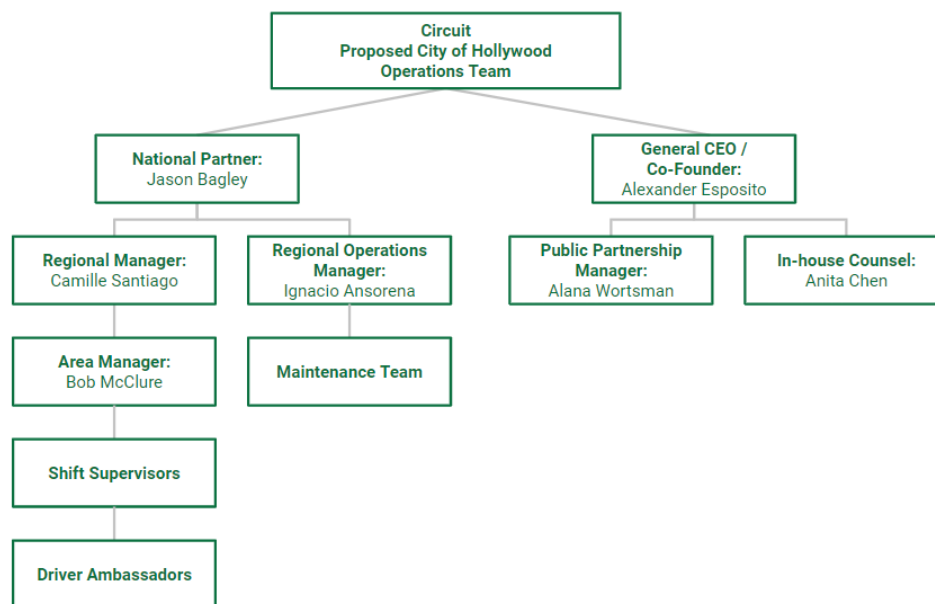 Circuit
Proposed City of Hollywood
Operations Team
National Partner:
Jason Bagley
General CEO /
Co-Founder:
Alexander Esposito
Regional Manager:
Camille Santiago
Regional Operations
Manager:
Ignacio Ansorena
Public Partnership
Manager:
Alana Wortsman
In-house Counsel:
Anita Chen
Area Manager:
Bob McClure
Maintenance Team
Shift Supervisors
Driver Ambassadors